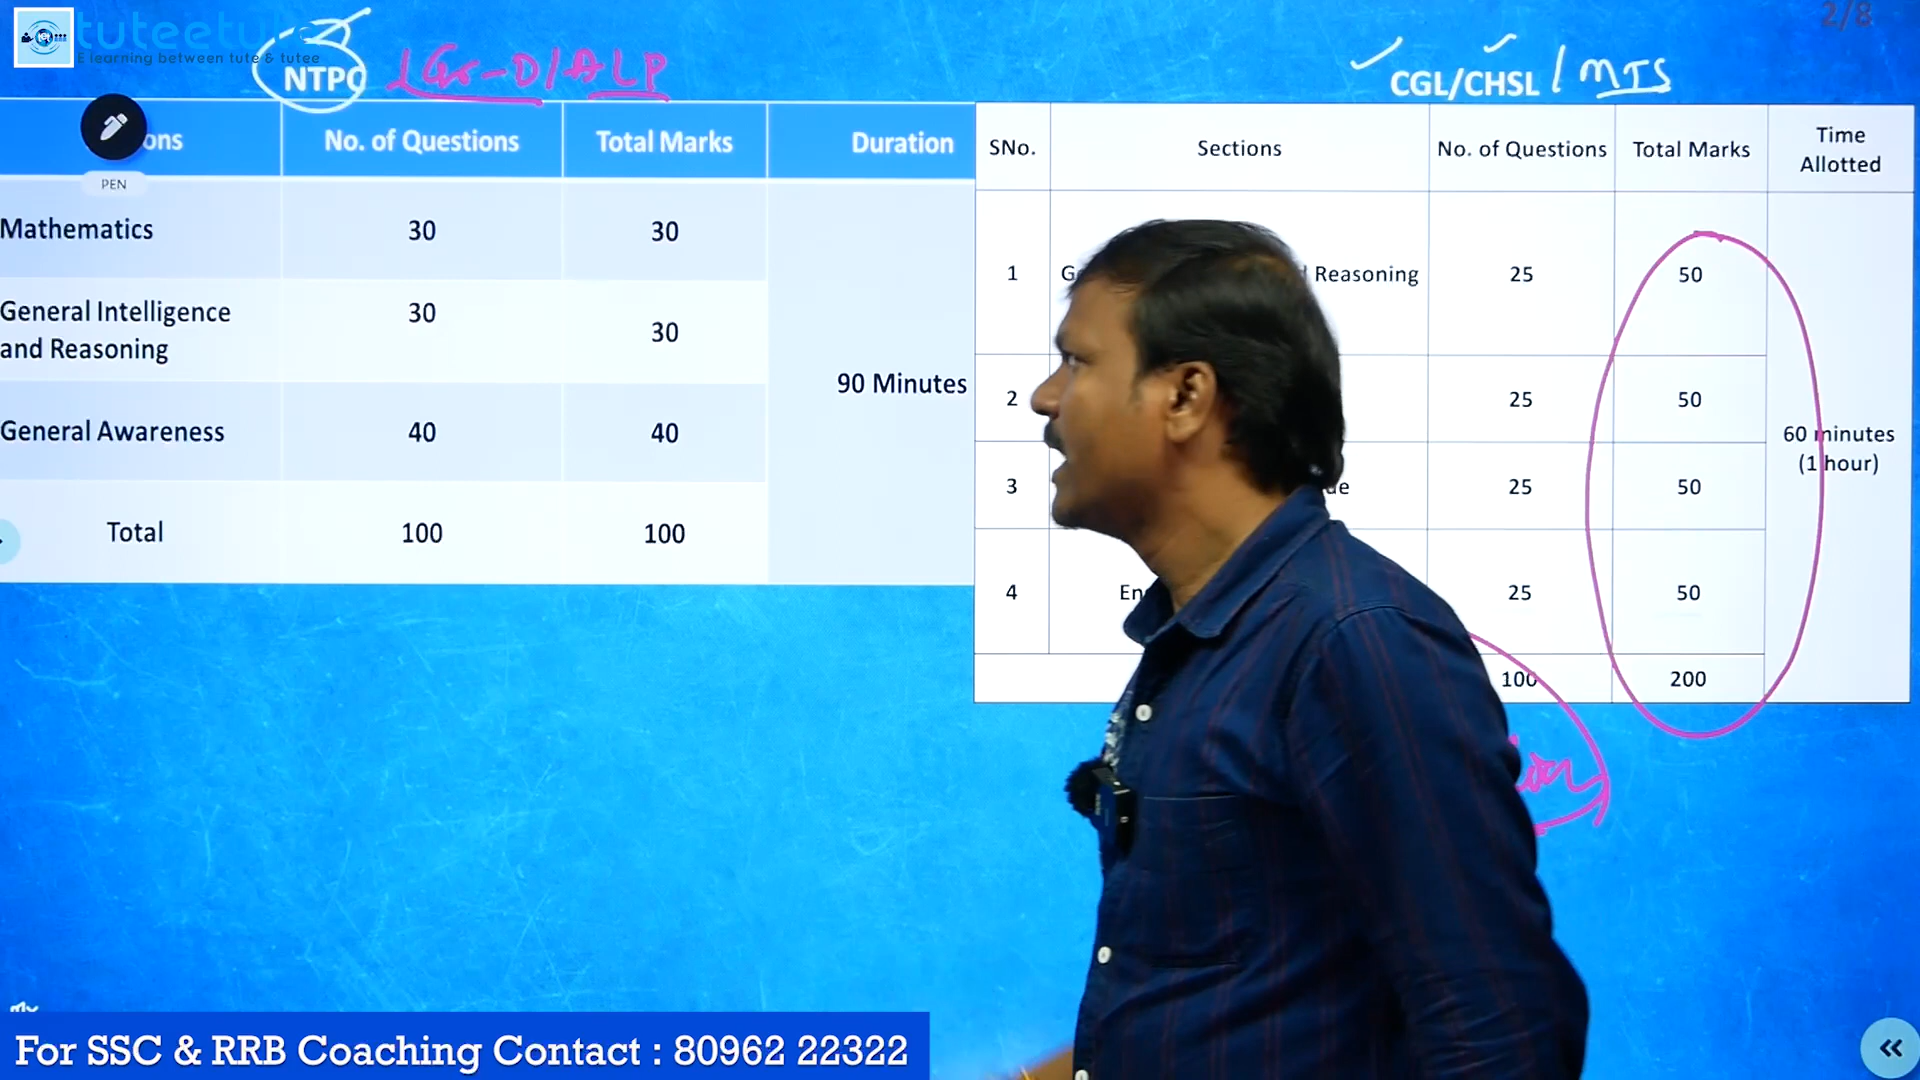 tuteetute
E learning between tute & tutee
2/8
NTPC
Gr-D/ALP
CGL/CHSL / MTS
PEN
ons
No. of Questions
Total Marks
Duration
Mathematics
30
30
General Intelligence
and Reasoning
30
30
General Awareness
40
40
Total
100
100
90 Minutes
SNo.
Sections
No. of Questions
Total Marks
Time
Allotted
1
Reasoning
25
50
2
25
50
3
25
50
4
25
50
100
200
60 minutes
(1 hour)
For SSC & RRB Coaching Contact : 80962 22322